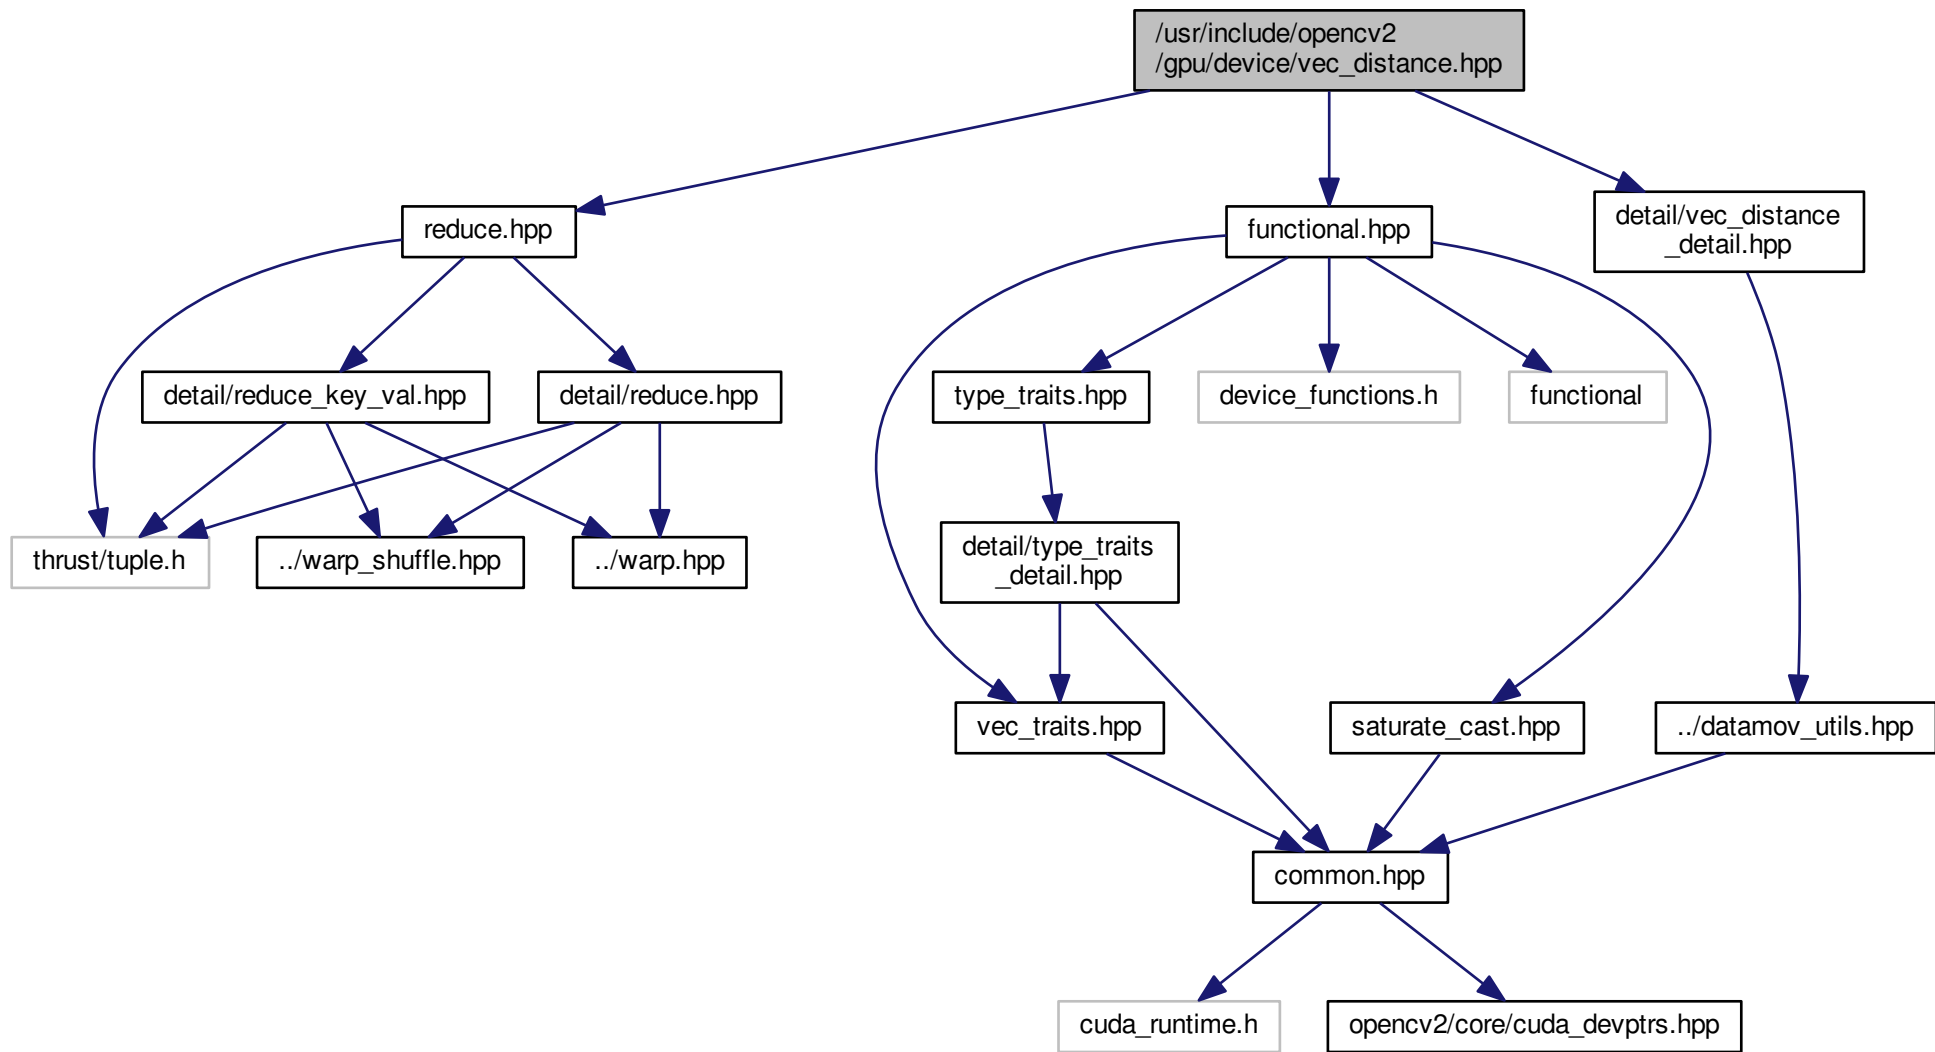 /usr/include/opencv2
/gpu/device/vec_distance.hpp
reduce.hpp
functional.hpp
detail/vec_distance
_detail.hpp
detail/reduce_key_val.hpp
detail/reduce.hpp
type_traits.hpp
device_functions.h
functional
thrust/tuple.h
../warp_shuffle.hpp
../warp.hpp
detail/type_traits
_detail.hpp
vec_traits.hpp
saturate_cast.hpp
../datamov_utils.hpp
common.hpp
cuda_runtime.h
opencv2/core/cuda_devptrs.hpp